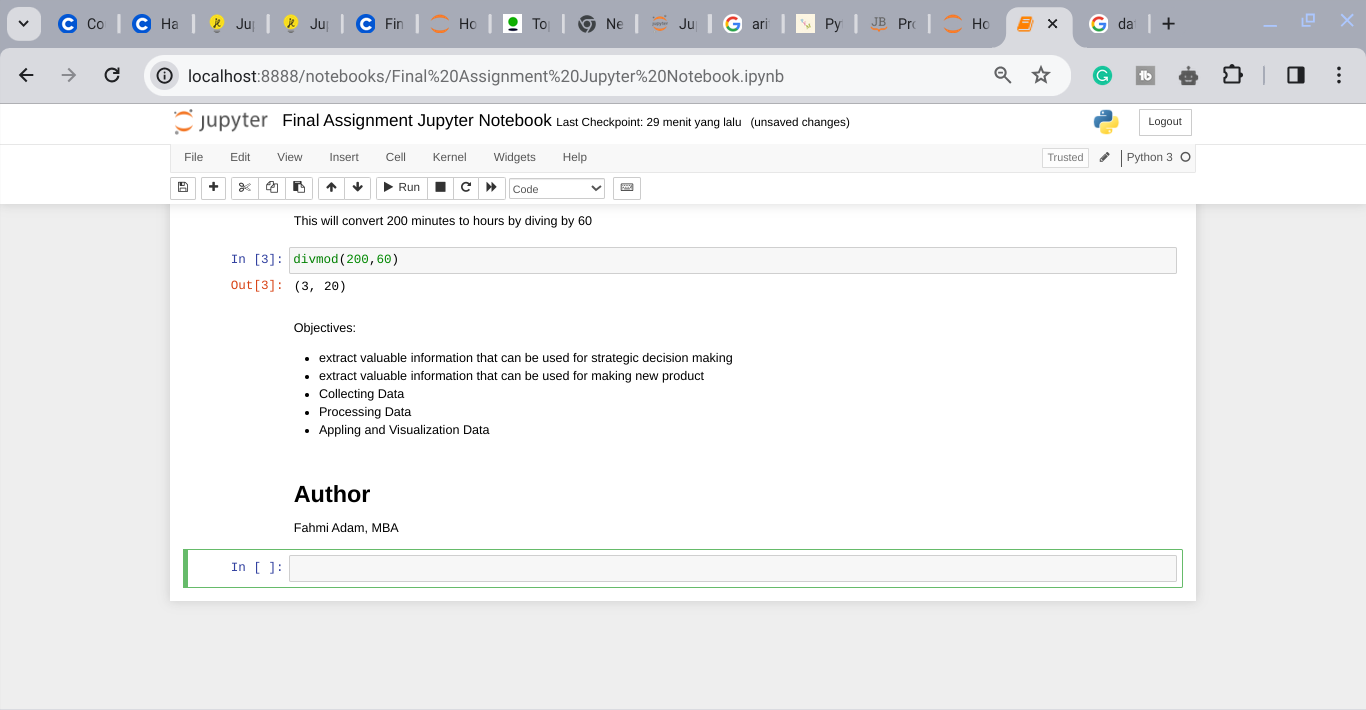 Co Ha Ju Ju Fin Ho To Ne Ju ari Py Pr Ho da
localhost:8888/notebooks/Final%20Assignment%20Jupyter%20Notebook.ipynb
jupyter Final Assignment Jupyter Notebook Last Checkpoint: 29 menit yang lalu (unsaved changes) Logout
File Edit View Insert Cell Kernel Widgets Help Trusted Python 3
Run Code
This will convert 200 minutes to hours by diving by 60
In [3]: divmod(200,60)
Out[3]: (3, 20)
Objectives:
• extract valuable information that can be used for strategic decision making
• extract valuable information that can be used for making new product
• Collecting Data
• Processing Data
• Appling and Visualization Data
Author
Fahmi Adam, MBA
In [ ]: